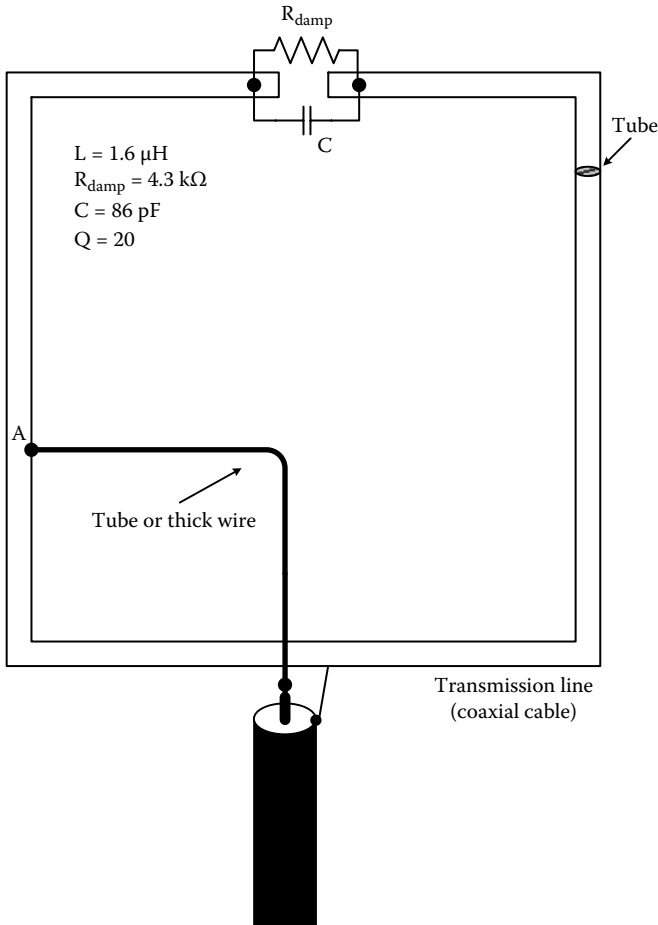 R_damp
C
Tube
L = 1.6 μH
R_damp = 4.3 kΩ
C = 86 pF
Q = 20
A
Tube or thick wire
Transmission line
(coaxial cable)